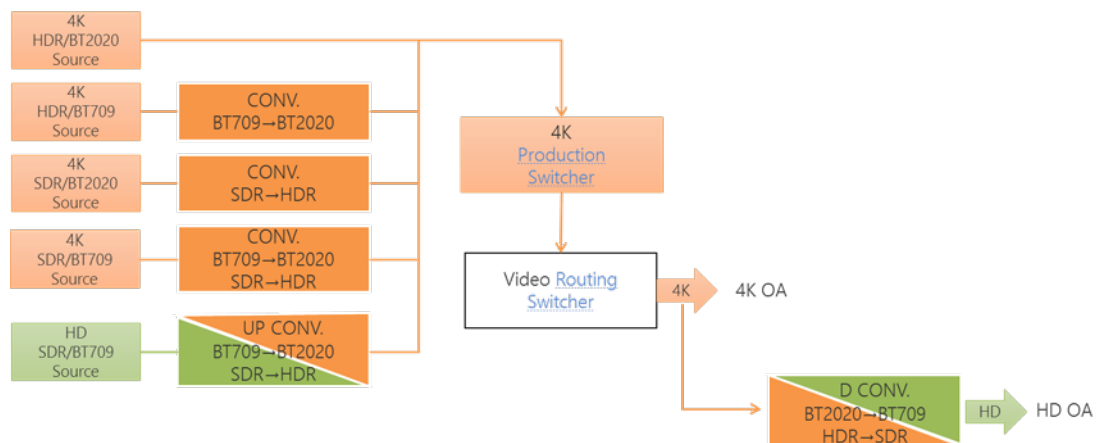 4K
HDR/BT2020
Source
4K
HDR/BT709
Source
CONV.
BT709→BT2020
4K
SDR/BT2020
Source
CONV.
SDR→HDR
4K
SDR/BT709
Source
CONV.
BT709→BT2020
SDR→HDR
HD
SDR/BT709
Source
UP CONV.
BT709→BT2020
SDR→HDR
4K
Production
Switcher
Video Routing
Switcher
4K
4K OA
D CONV.
BT2020→BT709
HDR→SDR
HD
HD OA